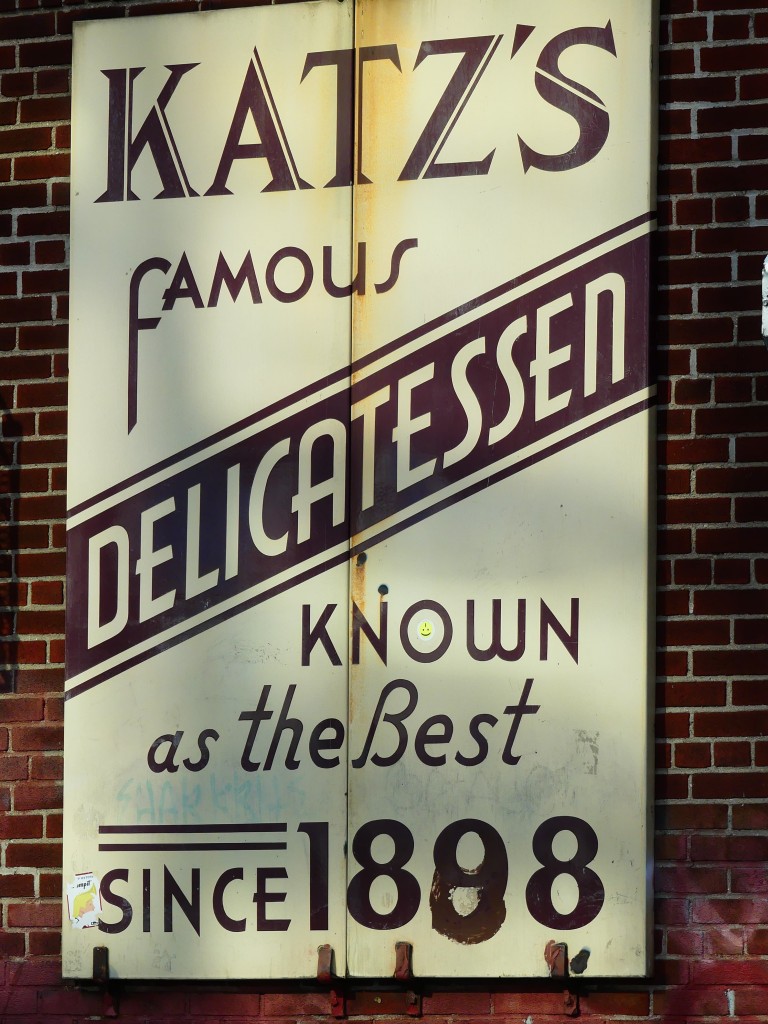 KATZ'S
FAMOUS
DELICATESSEN
KNOWN
as the Best
SINCE 1888